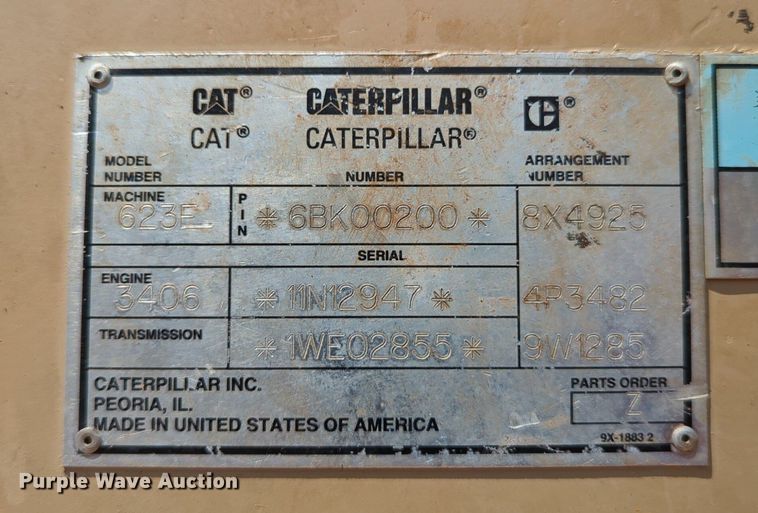 CAT® CATERPILLAR® C®
CAT® CATERPILLAR®
MODEL NUMBER NUMBER ARRANGEMENT NUMBER
MACHINE
623E PIN *6BK00200* 8X4925
SERIAL
ENGINE
3406 *11N12947* 4P3482
TRANSMISSION *1WE02855* 9W1285
CATERPILLAR INC. PARTS ORDER
PEORIA, IL. Z
MADE IN UNITED STATES OF AMERICA 9X-1883 2
Purple Wave Auction